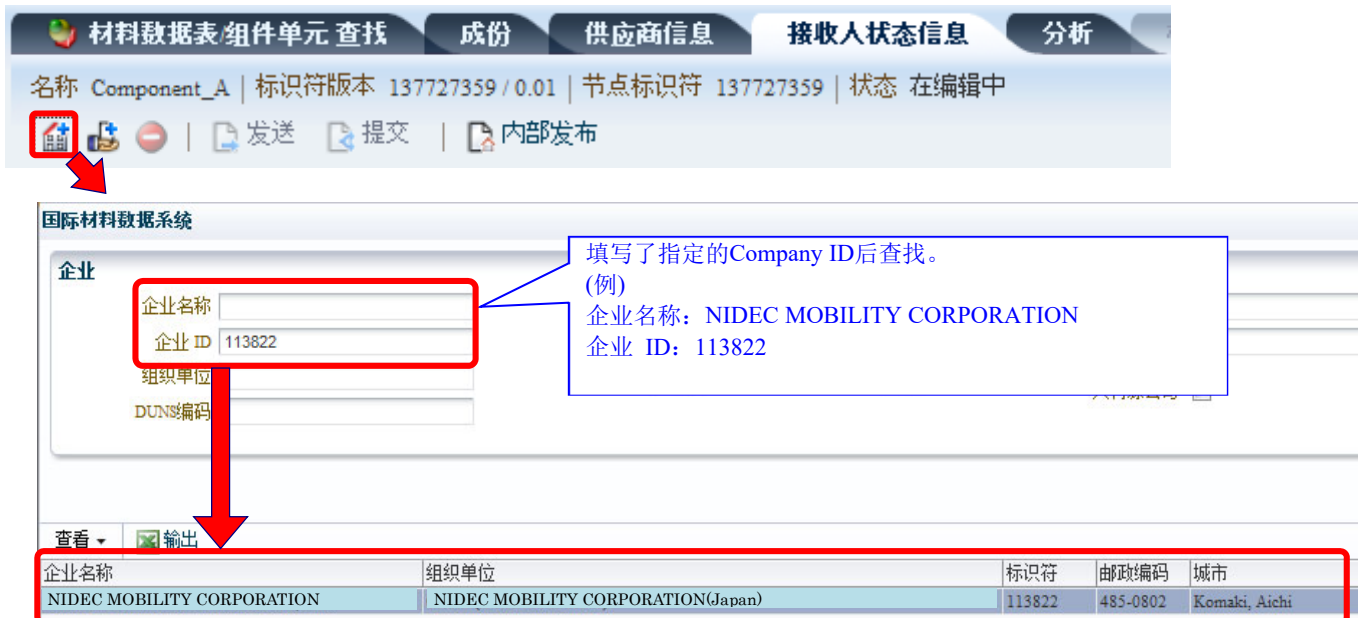 材料数据表/组件单元 查找 成份 供应商信息 接收人状态信息 分析
名称 Component_A | 标识符版本 137727359 / 0.01 | 节点标识符 137727359 | 状态 在编辑中
| 发送 提交 | 内部发布
国际材料数据系统
企业
填写了指定的Company ID后查找。
(例)
企业名称：NIDEC MOBILITY CORPORATION
企业 ID：113822
企业名称
企业 ID 113822
组织单位
DUNS编码
查看 输出
企业名称 组织单位 标识符 邮政编码 城市
NIDEC MOBILITY CORPORATION NIDEC MOBILITY CORPORATION(Japan) 113822 485-0802 Komaki, Aichi